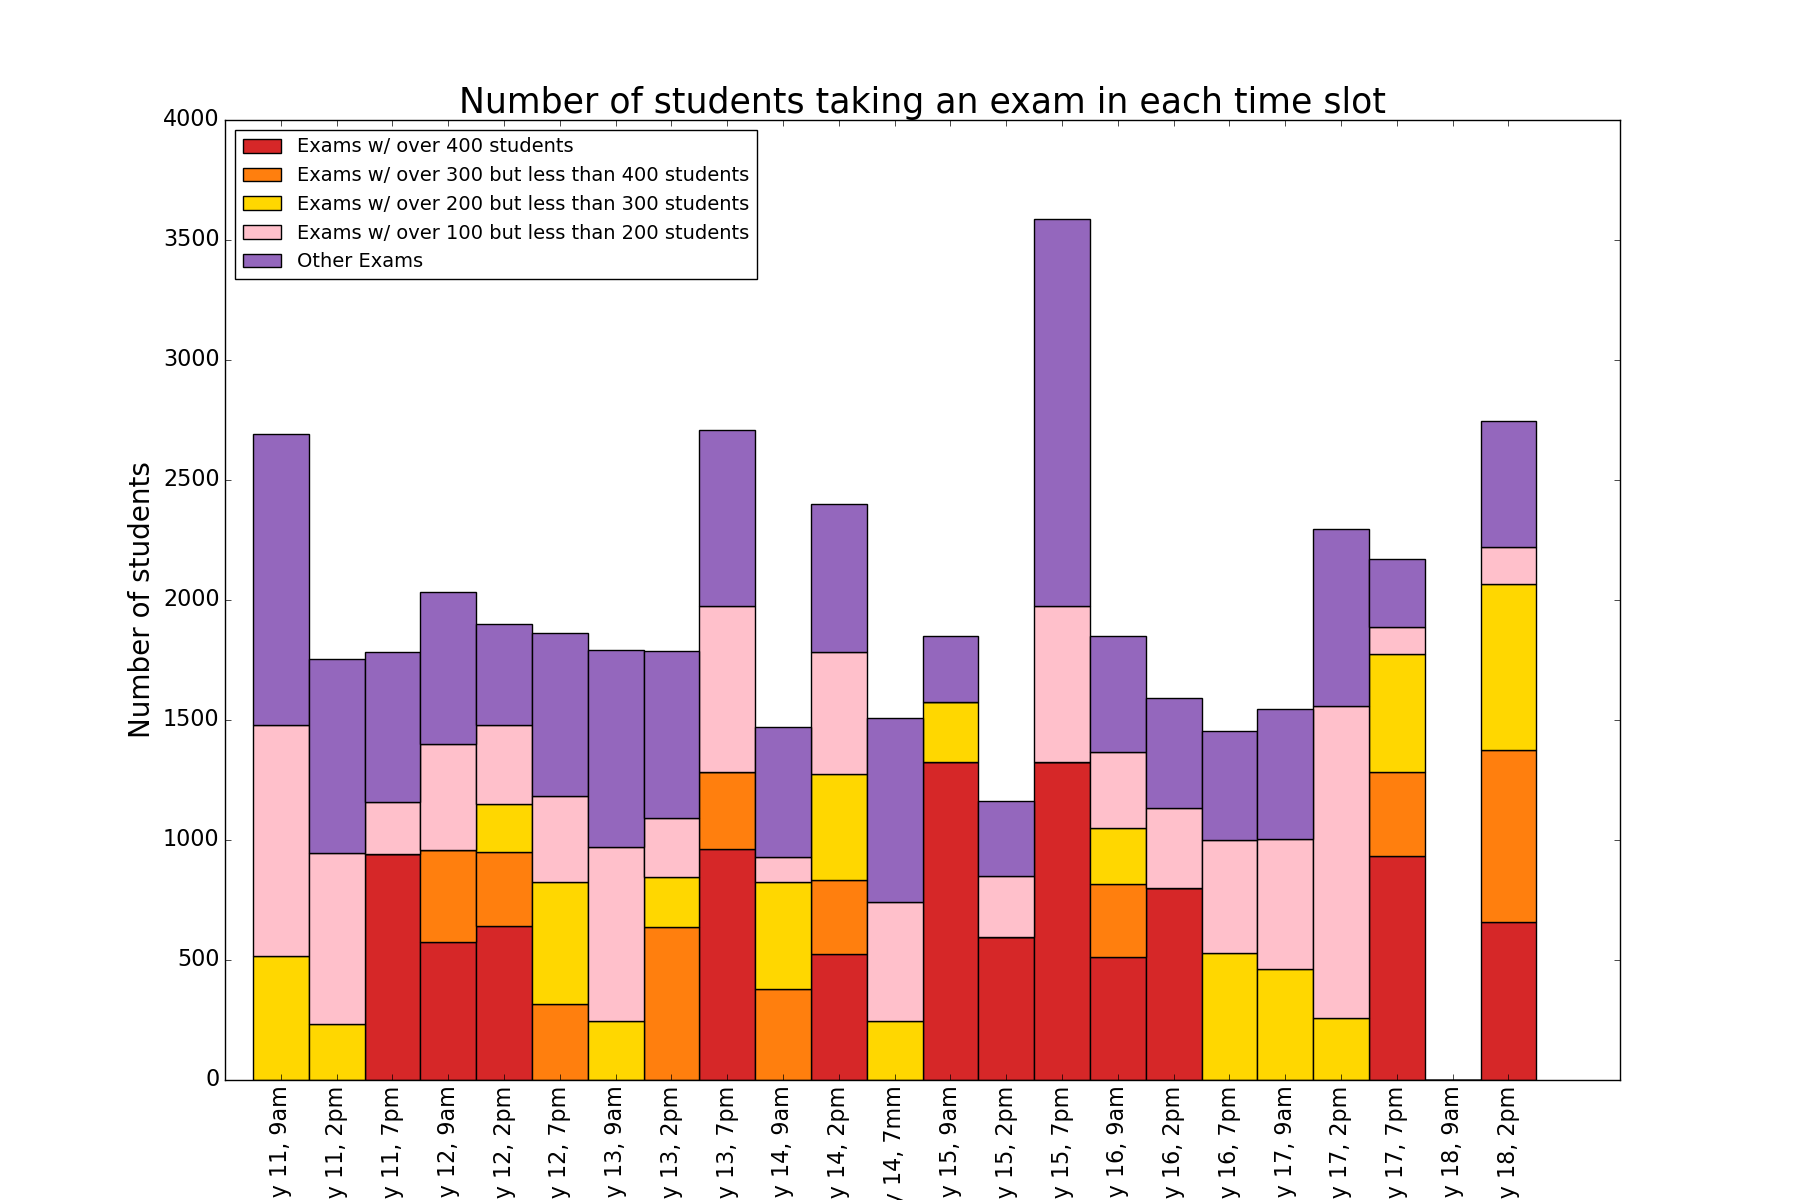 Number of students taking an exam in each time slot
4000
3500
3000
2500
2000
1500
1000
500
0
Number of students
Exams w/ over 400 students
Exams w/ over 300 but less than 400 students
Exams w/ over 200 but less than 300 students
Exams w/ over 100 but less than 200 students
Other Exams
y 11, 9am
y 11, 2pm
y 11, 7pm
y 12, 9am
y 12, 2pm
y 12, 7pm
y 13, 9am
y 13, 2pm
y 13, 7pm
y 14, 9am
y 14, 2pm
y 14, 7mm
y 15, 9am
y 15, 2pm
y 15, 7pm
y 16, 9am
y 16, 2pm
y 16, 7pm
y 17, 9am
y 17, 2pm
y 17, 7pm
y 18, 9am
y 18, 2pm